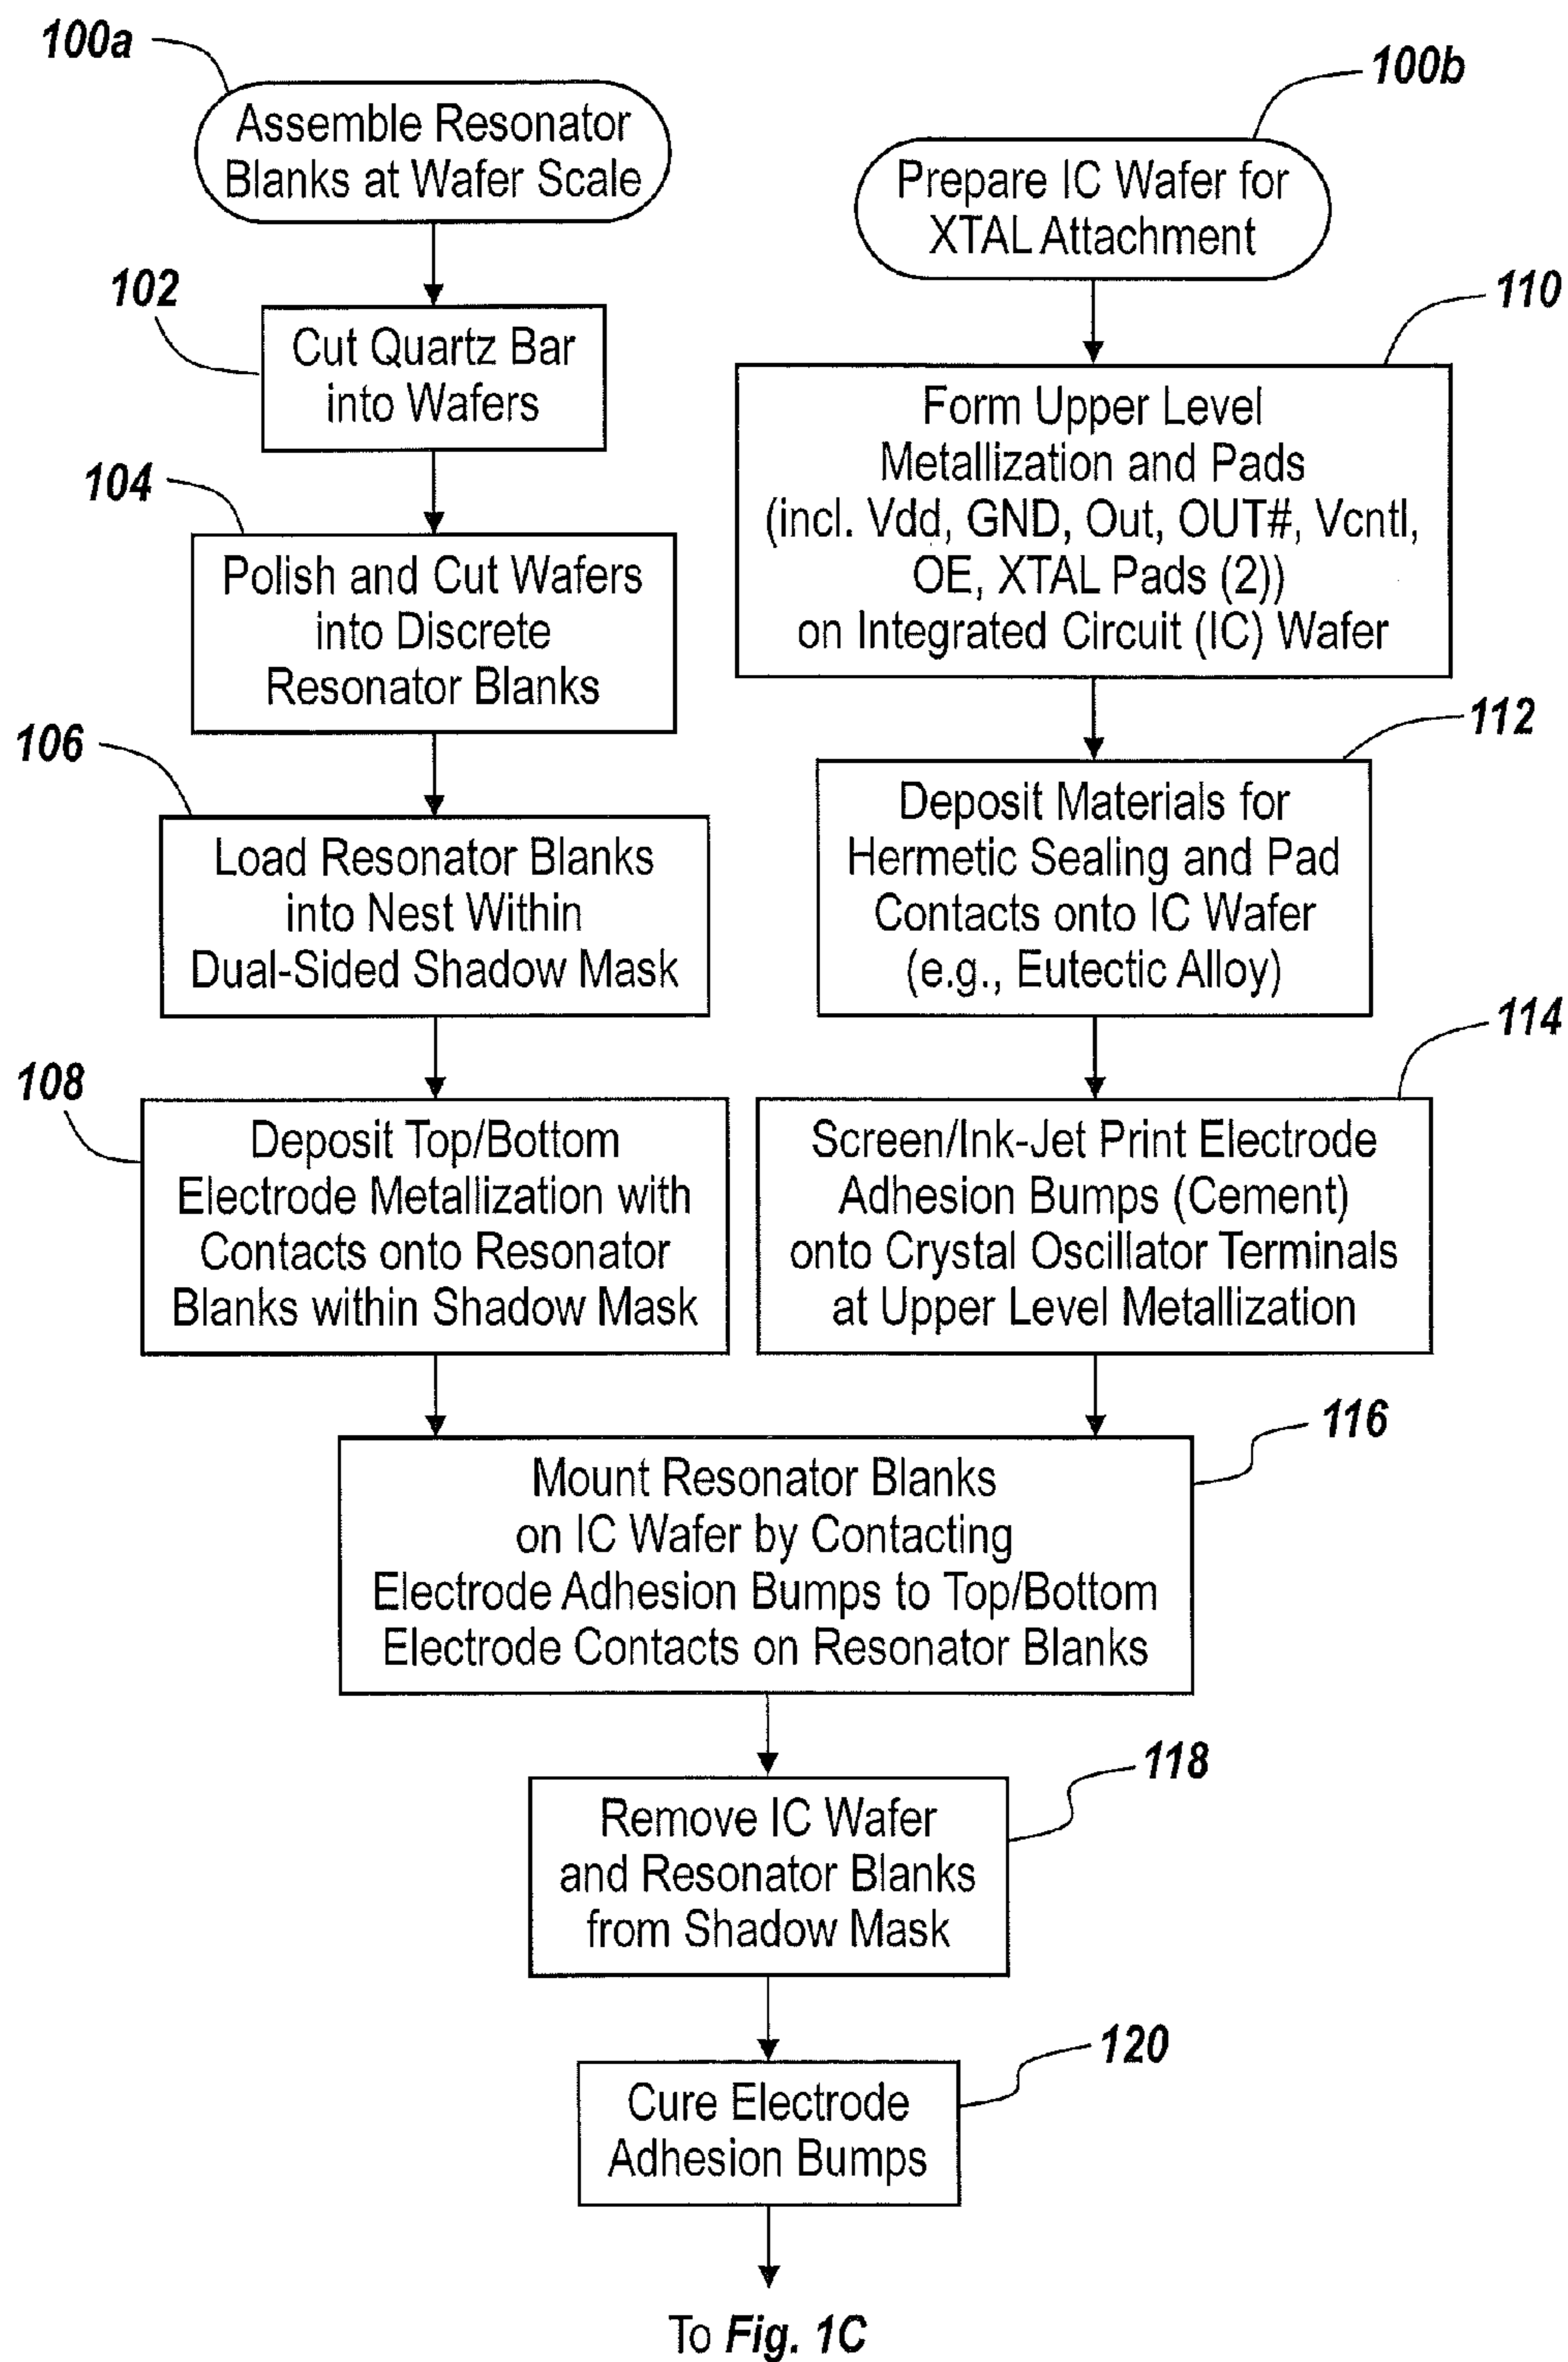 100a
Assemble Resonator
Blanks at Wafer Scale
102
Cut Quartz Bar
into Wafers
104
Polish and Cut Wafers
into Discrete
Resonator Blanks
106
Load Resonator Blanks
into Nest Within
Dual-Sided Shadow Mask
108
Deposit Top/Bottom
Electrode Metallization with
Contacts onto Resonator
Blanks within Shadow Mask
100b
Prepare IC Wafer for
XTAL Attachment
110
Form Upper Level
Metallization and Pads
(incl. Vdd, GND, Out, OUT#, Vcntl,
OE, XTAL Pads (2))
on Integrated Circuit (IC) Wafer
112
Deposit Materials for
Hermetic Sealing and Pad
Contacts onto IC Wafer
(e.g., Eutectic Alloy)
114
Screen/Ink-Jet Print Electrode
Adhesion Bumps (Cement)
onto Crystal Oscillator Terminals
at Upper Level Metallization
116
Mount Resonator Blanks
on IC Wafer by Contacting
Electrode Adhesion Bumps to Top/Bottom
Electrode Contacts on Resonator Blanks
118
Remove IC Wafer
and Resonator Blanks
from Shadow Mask
120
Cure Electrode
Adhesion Bumps
To Fig. 1C